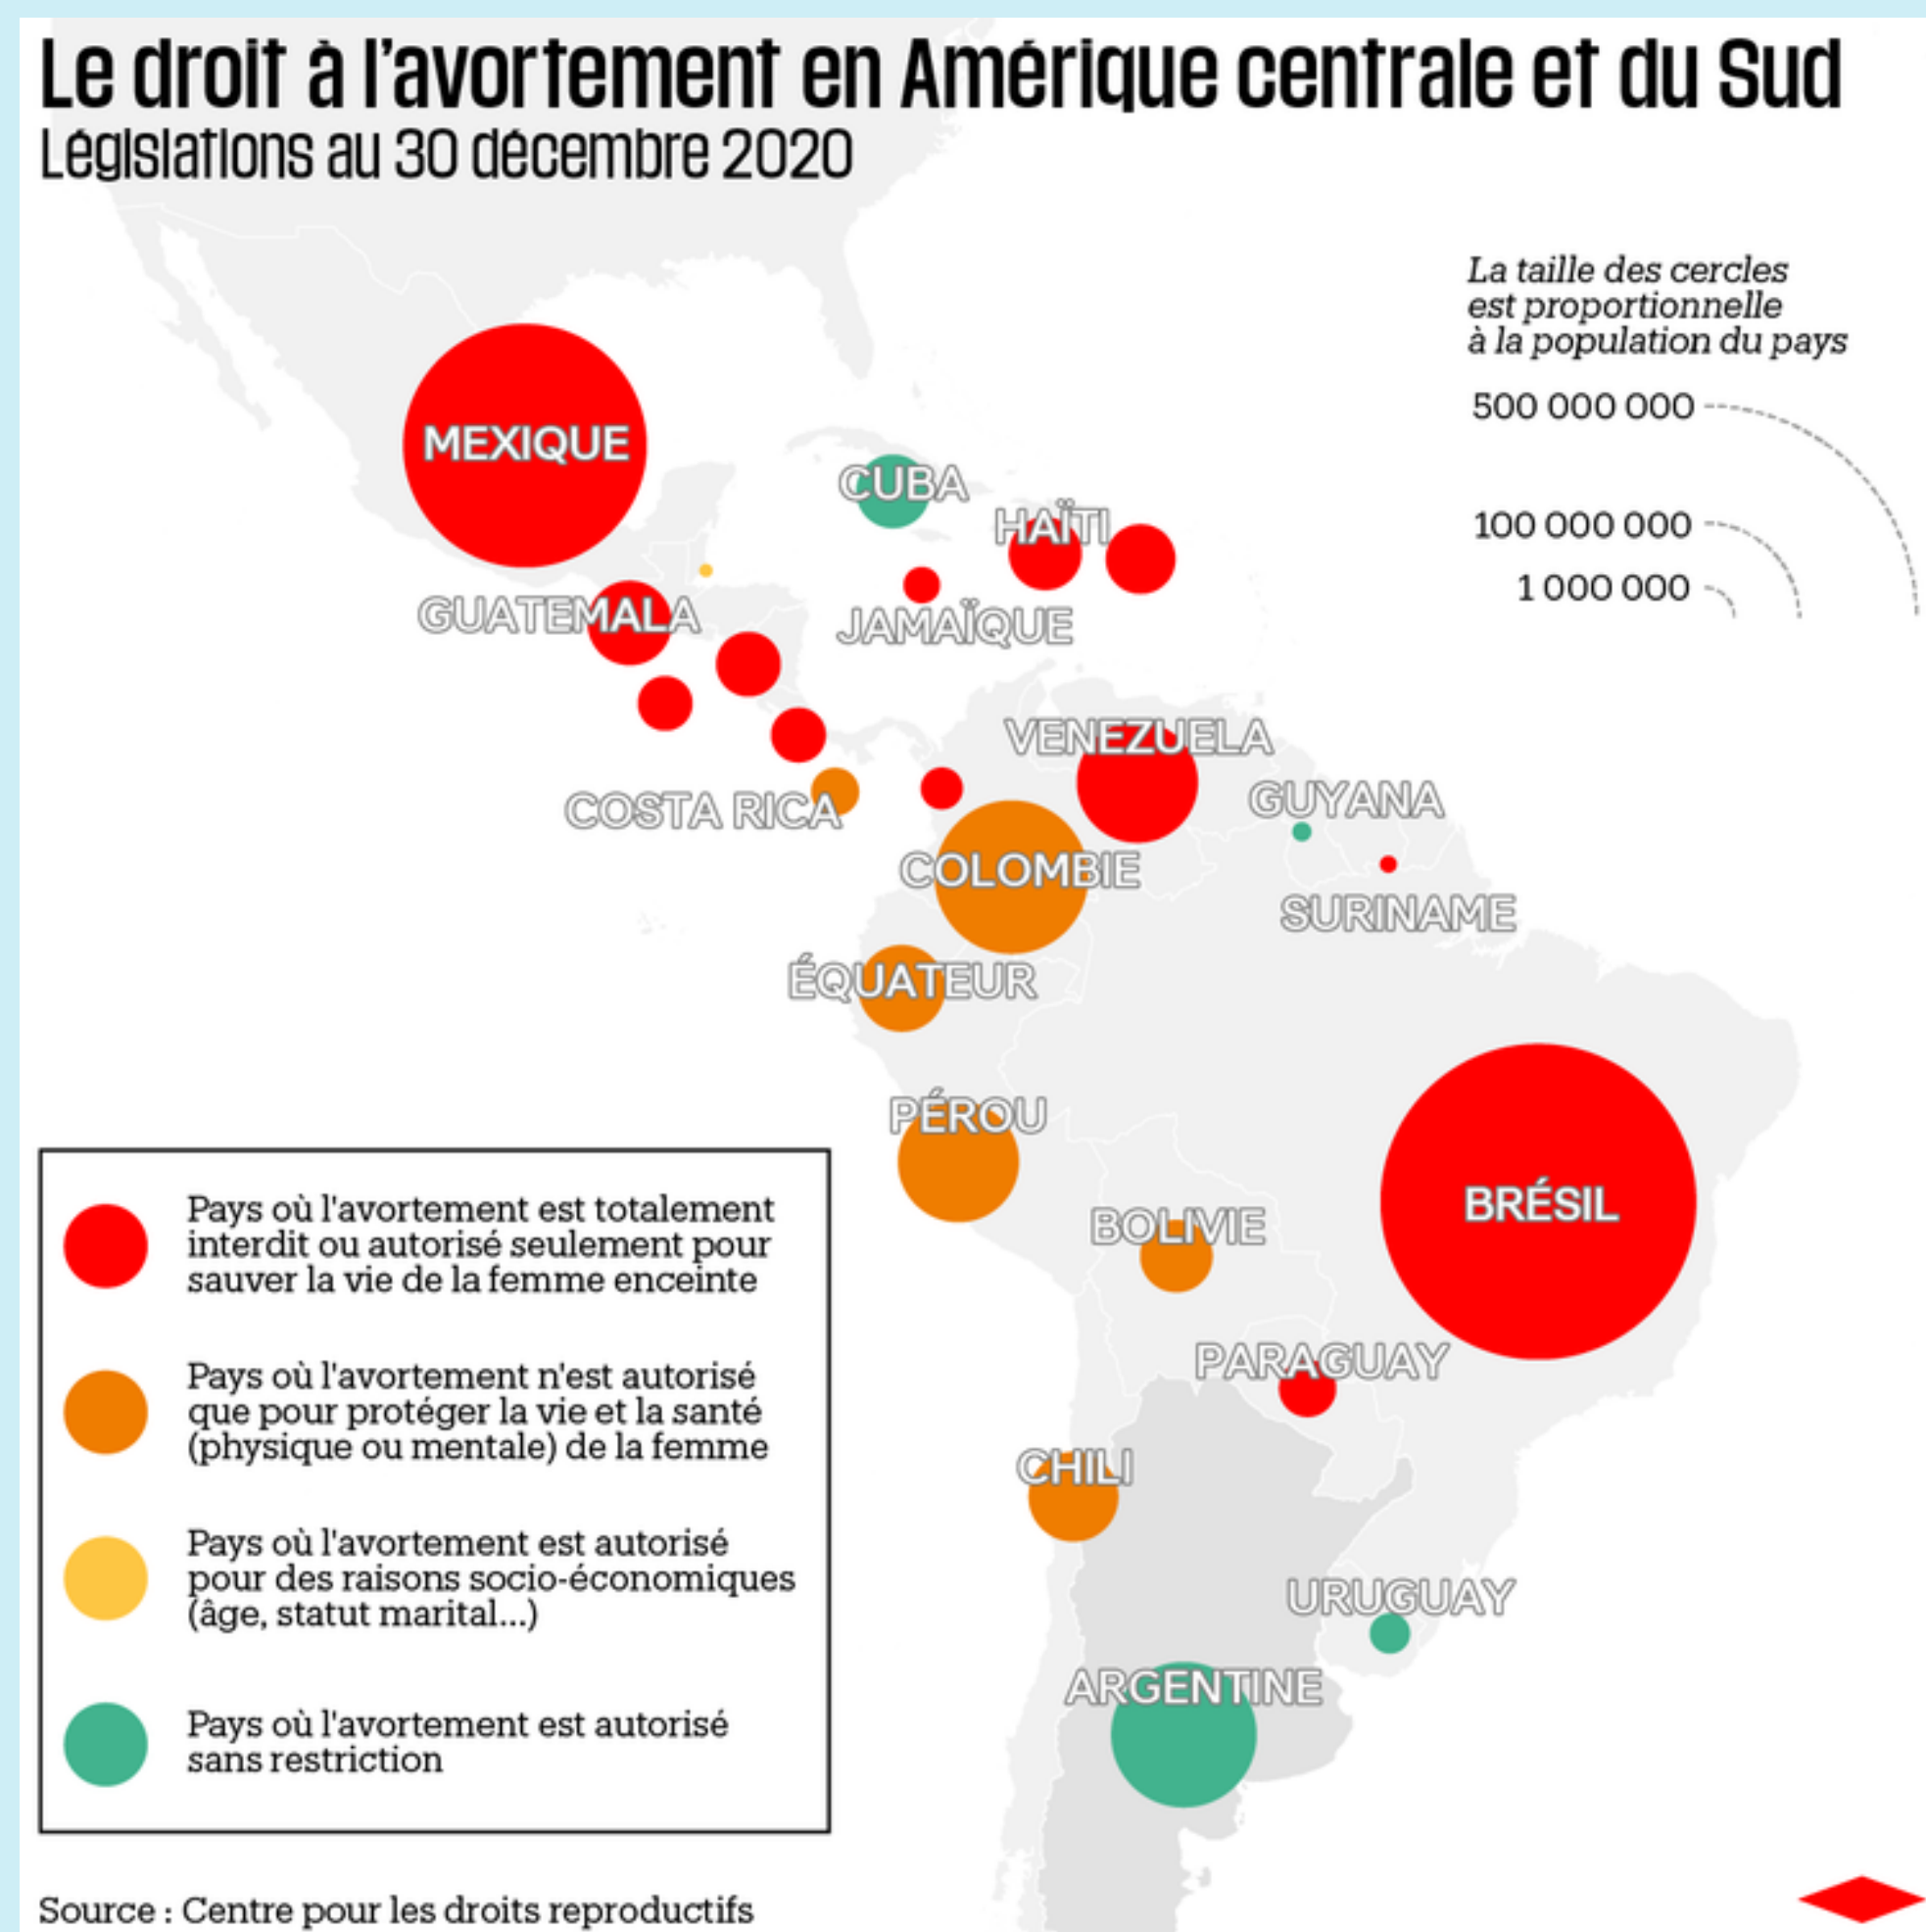 Le droit à l'avortement en Amérique centrale et du Sud
Législations au 30 décembre 2020
La taille des cercles
est proportionnelle
à la population du pays
500 000 000
100 000 000
1 000 000
MEXIQUE
CUBA
HAÏTI
GUATEMALA
JAMAÏQUE
VENEZUELA
COSTA RICA
GUYANA
COLOMBIE
SURINAME
ÉQUATEUR
PÉROU
BRÉSIL
BOLIVIE
PARAGUAY
CHILI
URUGUAY
ARGENTINE
Pays où l'avortement est totalement
interdit ou autorisé seulement pour
sauver la vie de la femme enceinte
Pays où l'avortement n'est autorisé
que pour protéger la vie et la santé
(physique ou mentale) de la femme
Pays où l'avortement est autorisé
pour des raisons socio-économiques
(âge, statut marital...)
Pays où l'avortement est autorisé
sans restriction
Source : Centre pour les droits reproductifs